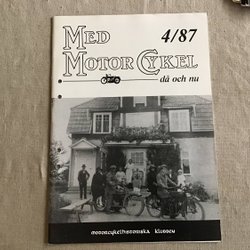 MED 4/87
MOTOR CYKEL
då och nu
MOTORCYKELHISTORISKA KLUBBEN